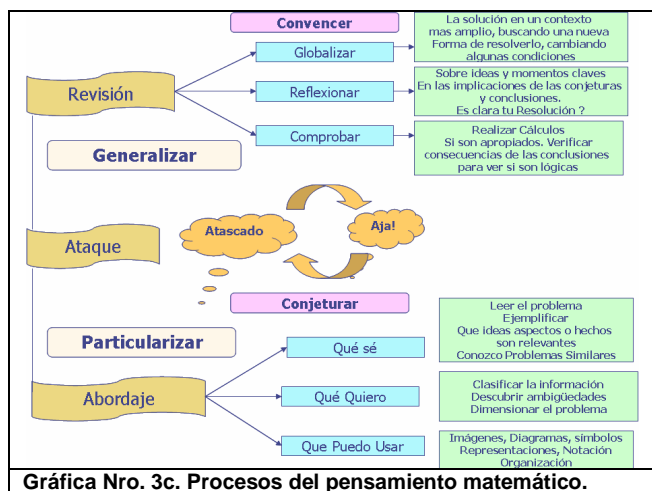 Convencer
La solución en un contexto
mas amplio, buscando una nueva
Forma de resolverlo, cambiando
algunas condiciones
Globalizar
Revisión
Reflexionar
Sobre ideas y momentos claves
En las implicaciones de las conjeturas
y conclusiones.
Es clara tu Resolución ?
Comprobar
Realizar Cálculos
Si son apropiados. Verificar
consecuencias de las conclusiones
para ver si son lógicas
Generalizar
Ataque
Atascado
Aja!
Conjeturar
Particularizar
Qué sé
Leer el problema
Ejemplificar
Que ideas aspectos o hechos
son relevantes
Conozco Problemas Similares
Abordaje
Qué Quiero
Clasificar la información
Descubrir ambigüedades
Dimensionar el problema
Que Puedo Usar
Imágenes, Diagramas, símbolos
Representaciones, Notación
Organización
Gráfica Nro. 3c. Procesos del pensamiento matemático.